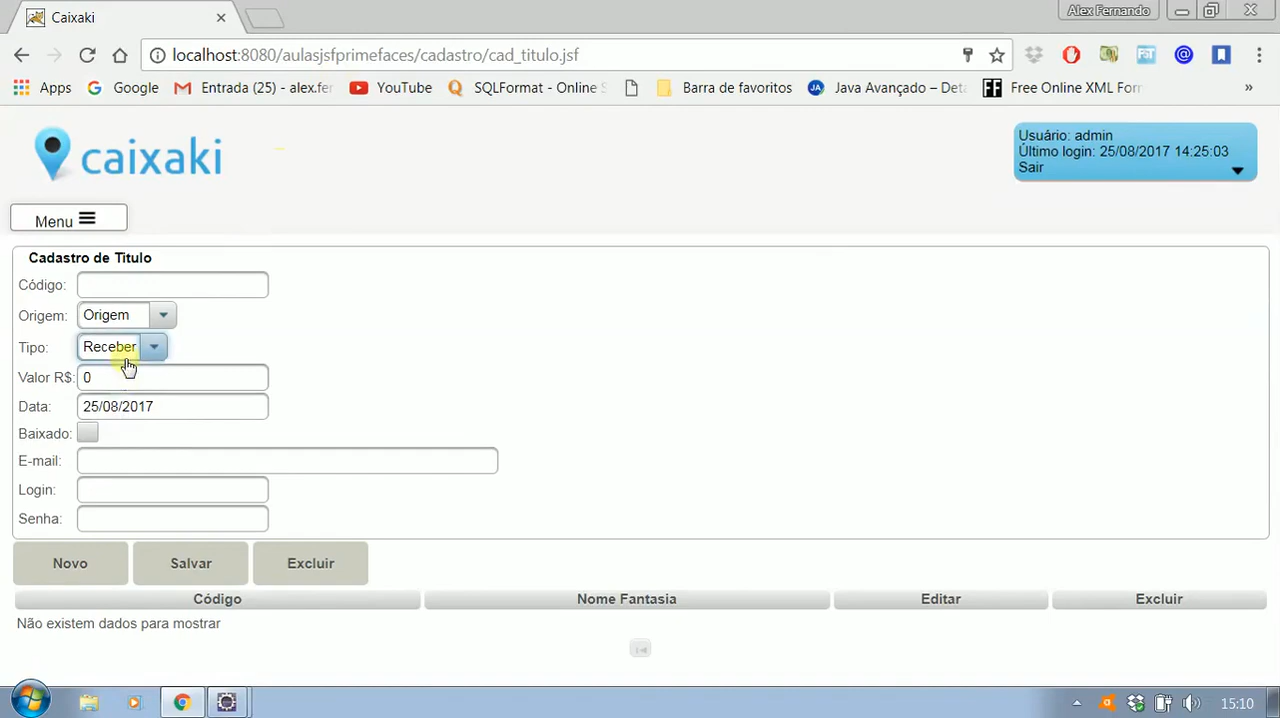 Caixaki
Alex Fernando
localhost:8080/aulasjsfprimefaces/cadastro/cad_titulo.jsf
Apps Google Entrada (25) - alex.fer YouTube SQLFormat - Online S Barra de favoritos Java Avançado – Deta Free Online XML Forn »
caixaki
Usuário: admin
Último login: 25/08/2017 14:25:03
Sair
Menu
Cadastro de Titulo
Código:
Origem: Origem
Tipo: Receber
Valor R$: 0
Data: 25/08/2017
Baixado:
E-mail:
Login:
Senha:
Novo Salvar Excluir
Código Nome Fantasia Editar Excluir
Não existem dados para mostrar
15:10